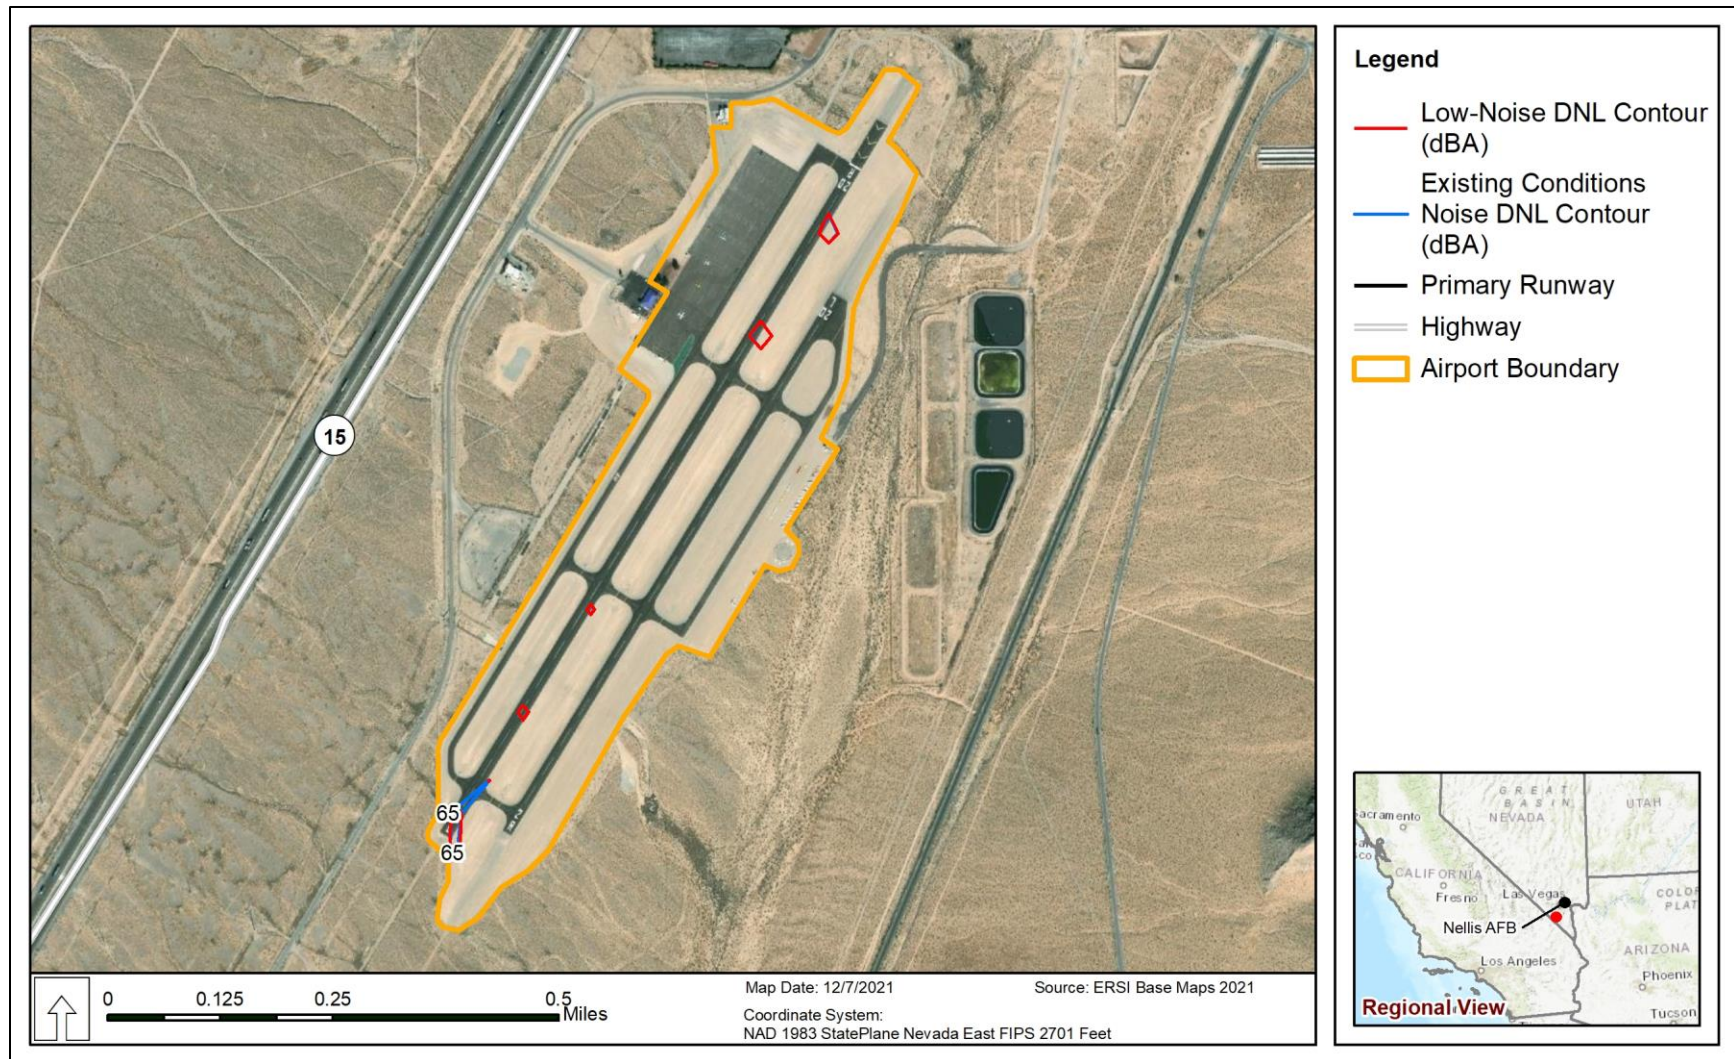 Legend
Low-Noise DNL Contour
(dBA)
Existing Conditions
Noise DNL Contour
(dBA)
Primary Runway
Highway
Airport Boundary
15
65
65
GREAT
BASIN
NEVADA
UTAH
acramento
CALIFORNIA
Fresno
Las Vegas
COLOR
PLAT
Nellis AFB
ARIZONA
Los Angeles
Phoenix
Tucson
Regional View
0 0.125 0.25 0.5
Miles
Map Date: 12/7/2021
Source: ERSI Base Maps 2021
Coordinate System:
NAD 1983 StatePlane Nevada East FIPS 2701 Feet